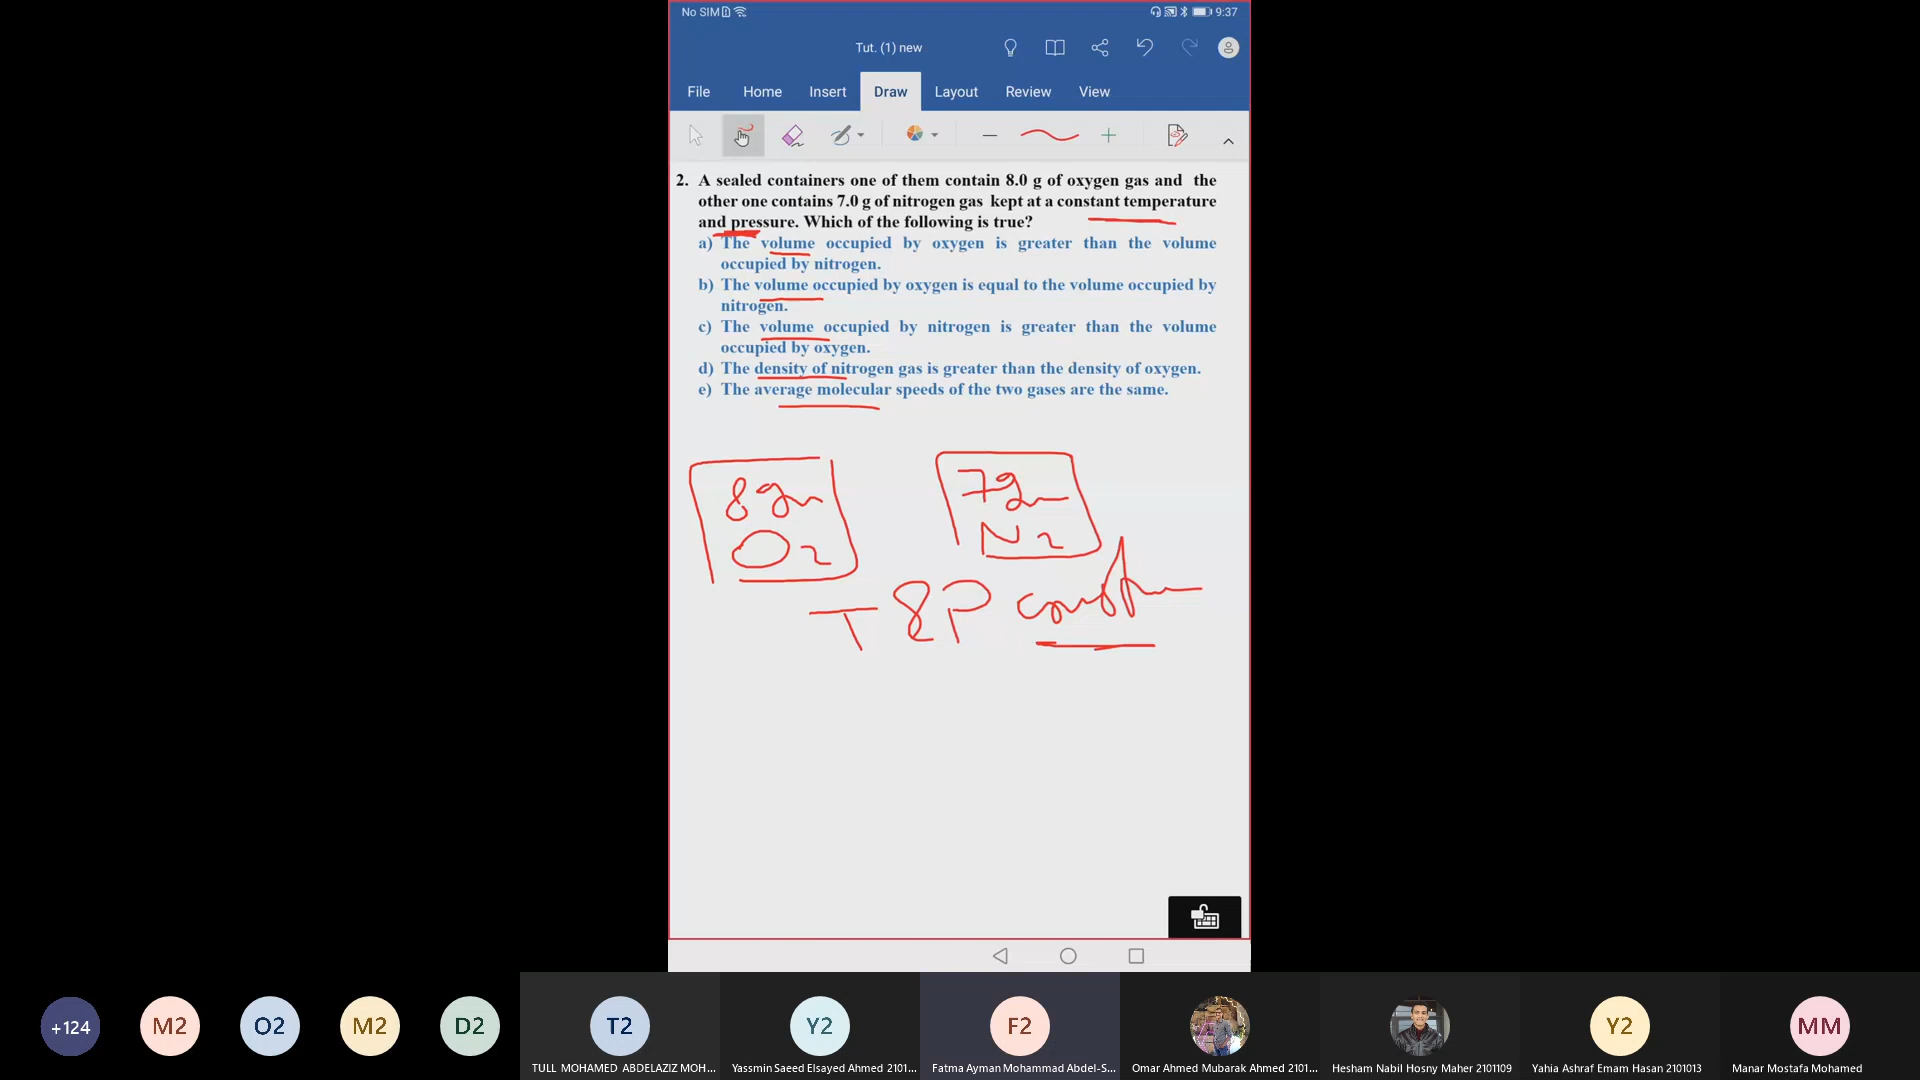 No SIM
9:37
Tut. (1) new
File Home Insert Draw Layout Review View
2. A sealed containers one of them contain 8.0 g of oxygen gas and the
other one contains 7.0 g of nitrogen gas kept at a constant temperature
and pressure. Which of the following is true?
a) The volume occupied by oxygen is greater than the volume
occupied by nitrogen.
b) The volume occupied by oxygen is equal to the volume occupied by
nitrogen.
c) The volume occupied by nitrogen is greater than the volume
occupied by oxygen.
d) The density of nitrogen gas is greater than the density of oxygen.
e) The average molecular speeds of the two gases are the same.
8gm
O2
7gm
N2
T & P
+124 M2 O2 M2 D2 T2 Y2 F2 Y2 MM
TULL MOHAMED ABDELAZIZ MOH...
Yassmin Saeed Elsayed Ahmed 2101...
Fatma Ayman Mohammad Abdel-S...
Omar Ahmed Mubarak Ahmed 2101...
Hesham Nabil Hosny Maher 2101109
Yahia Ashraf Emam Hasan 2101013
Manar Mostafa Mohamed